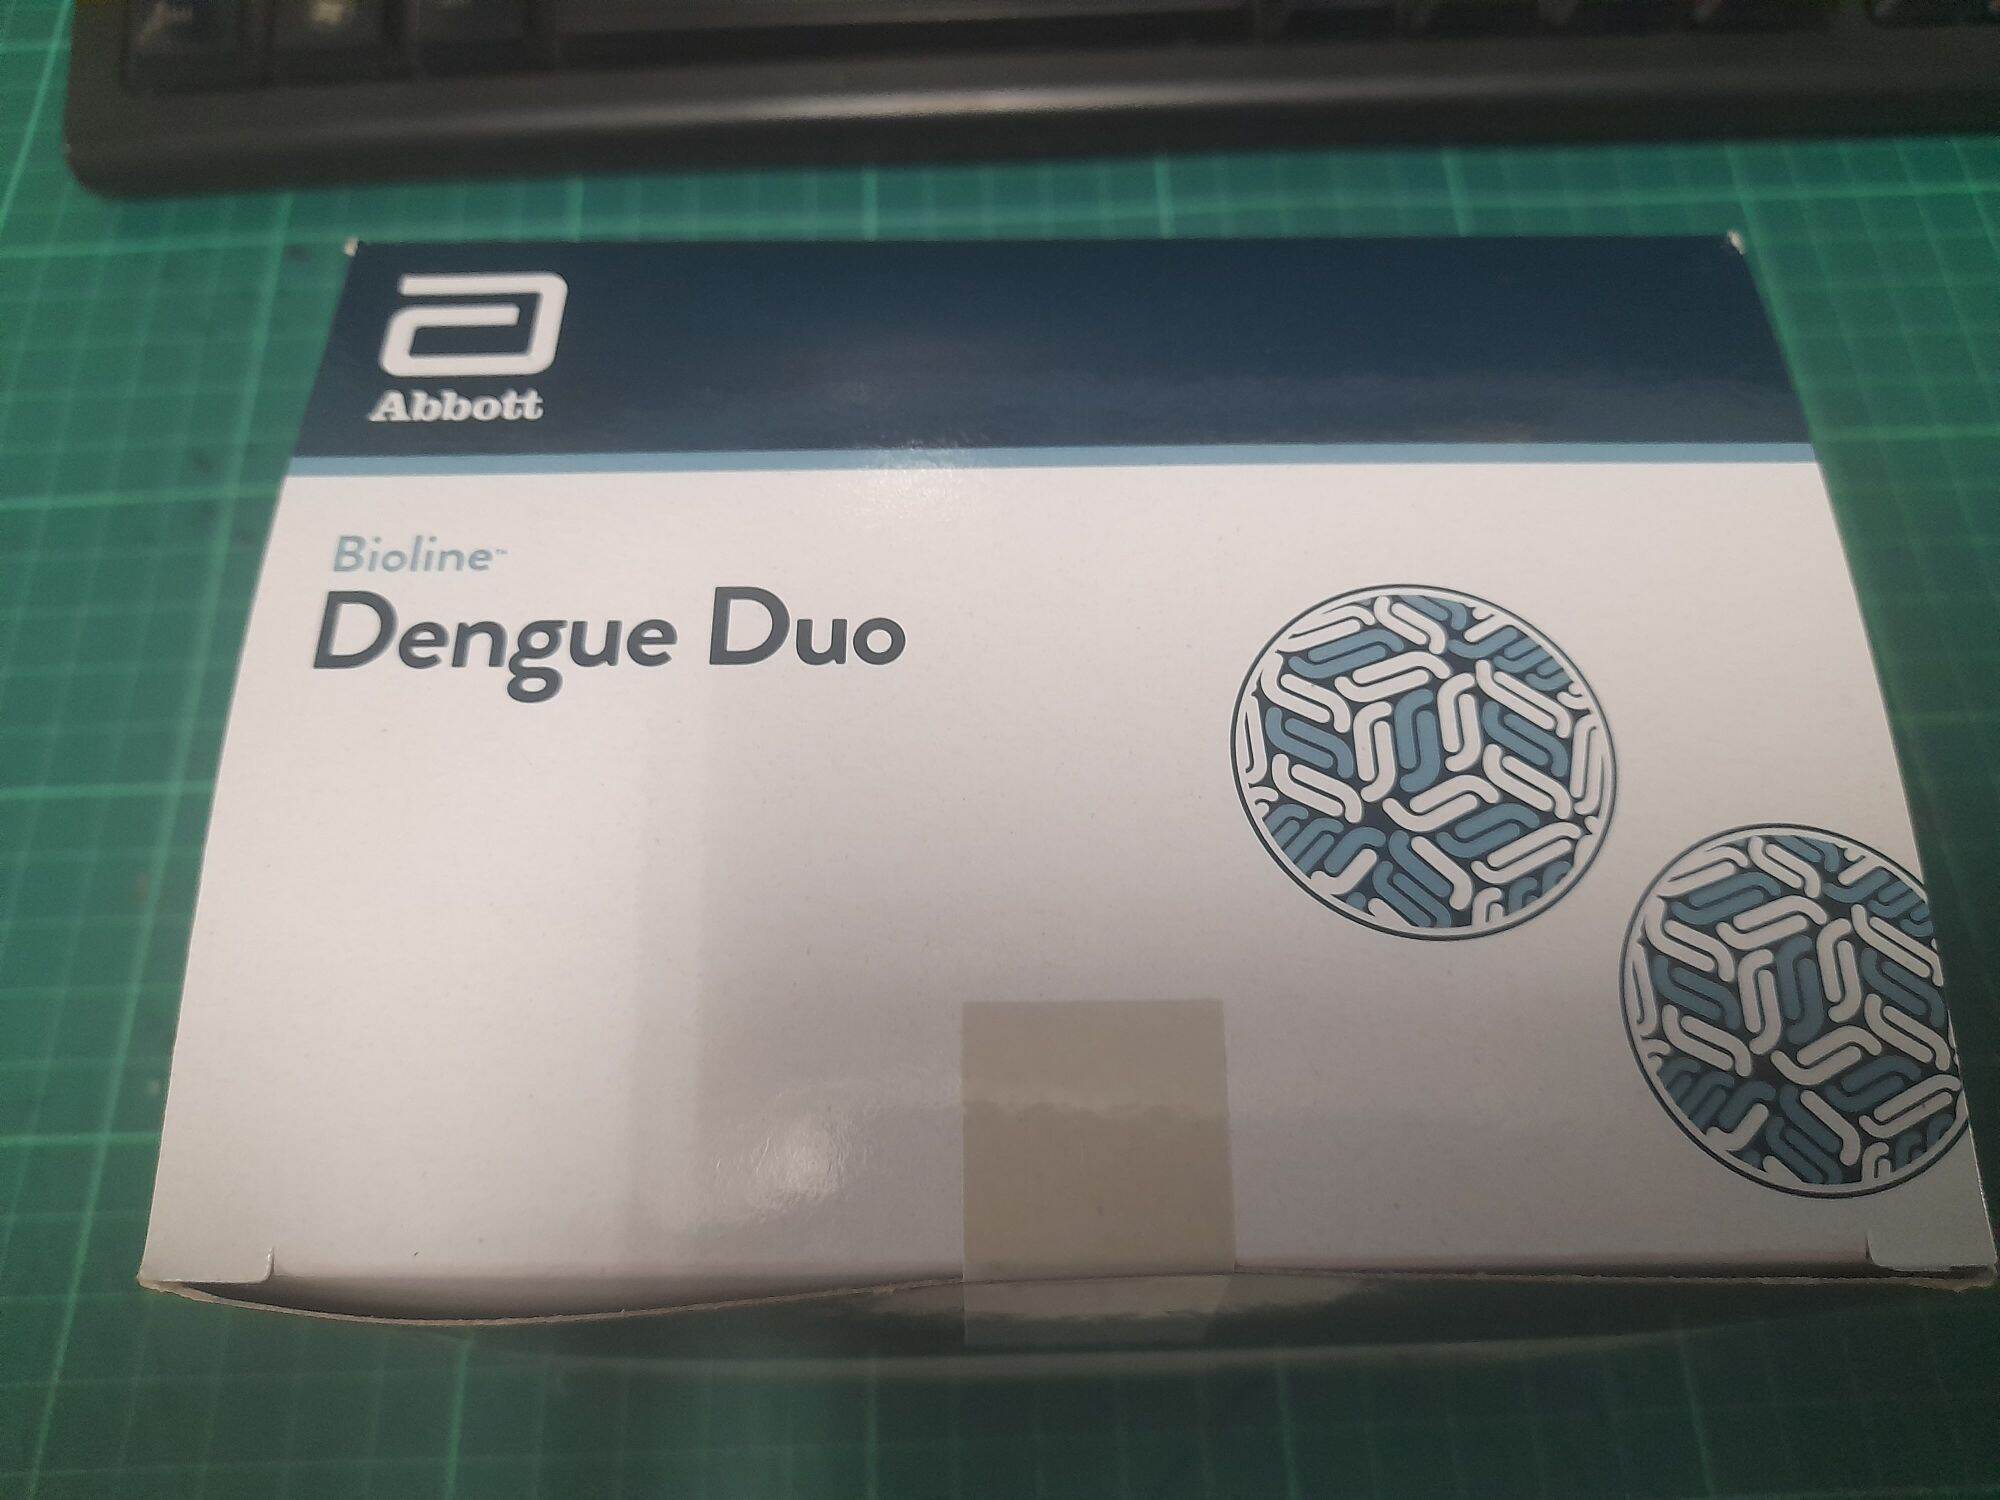 Abbott
Bioline™
Dengue Duo